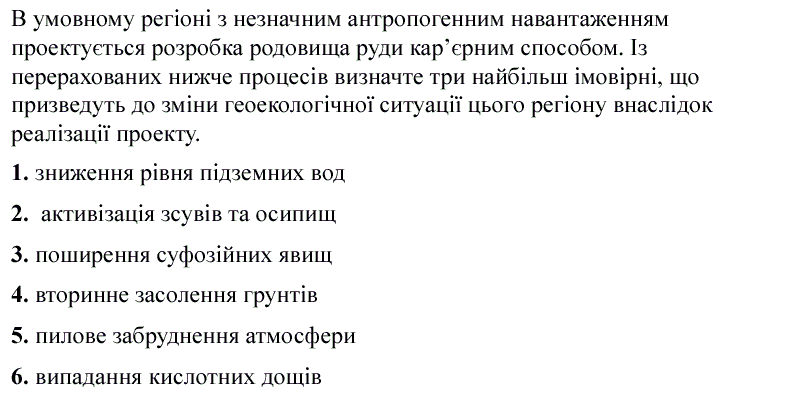 В умовному регіоні з незначним антропогенним навантаженням
проектується розробка родовища руди кар’єрним способом. Із
перерахованих нижче процесів визначте три найбільш імовірні, що
призведуть до зміни геоекологічної ситуації цього регіону внаслідок
реалізації проекту.
1. зниження рівня підземних вод
2. активізація зсувів та осипищ
3. поширення суфозійних явищ
4. вторинне засолення грунтів
5. пилове забруднення атмосфери
6. випадання кислотних дощів